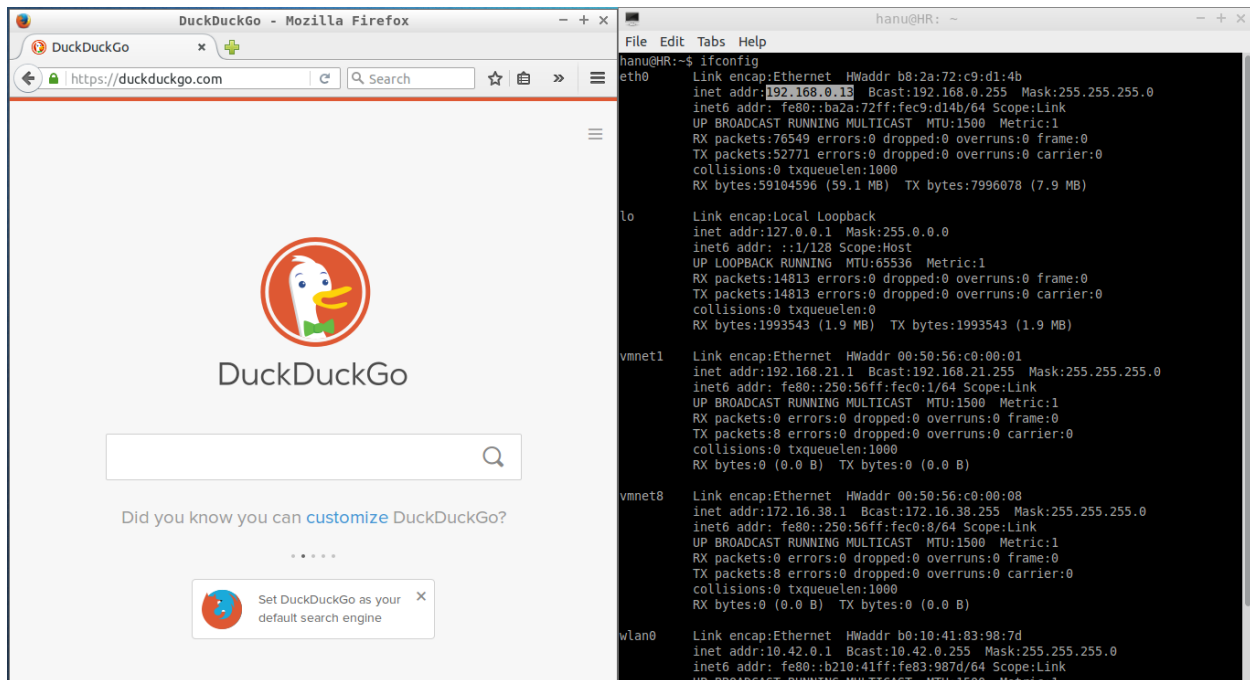 DuckDuckGo - Mozilla Firefox
DuckDuckGo
https://duckduckgo.com
Search
DuckDuckGo
Did you know you can customize DuckDuckGo?
Set DuckDuckGo as your
default search engine
hanu@HR: ~
File Edit Tabs Help
hanu@HR:~$ ifconfig
eth0 Link encap:Ethernet HWaddr b8:2a:72:c9:d1:4b
inet addr:192.168.0.13 Bcast:192.168.0.255 Mask:255.255.255.0
inet6 addr: fe80::ba2a:72ff:fec9:d14b/64 Scope:Link
UP BROADCAST RUNNING MULTICAST MTU:1500 Metric:1
RX packets:76549 errors:0 dropped:0 overruns:0 frame:0
TX packets:52771 errors:0 dropped:0 overruns:0 carrier:0
collisions:0 txqueuelen:1000
RX bytes:59104596 (59.1 MB) TX bytes:7996078 (7.9 MB)
lo Link encap:Local Loopback
inet addr:127.0.0.1 Mask:255.0.0.0
inet6 addr: ::1/128 Scope:Host
UP LOOPBACK RUNNING MTU:65536 Metric:1
RX packets:14813 errors:0 dropped:0 overruns:0 frame:0
TX packets:14813 errors:0 dropped:0 overruns:0 carrier:0
collisions:0 txqueuelen:0
RX bytes:1993543 (1.9 MB) TX bytes:1993543 (1.9 MB)
vmnet1 Link encap:Ethernet HWaddr 00:50:56:c0:00:01
inet addr:192.168.21.1 Bcast:192.168.21.255 Mask:255.255.255.0
inet6 addr: fe80::250:56ff:fec0:1/64 Scope:Link
UP BROADCAST RUNNING MULTICAST MTU:1500 Metric:1
RX packets:0 errors:0 dropped:0 overruns:0 frame:0
TX packets:8 errors:0 dropped:0 overruns:0 carrier:0
collisions:0 txqueuelen:1000
RX bytes:0 (0.0 B) TX bytes:0 (0.0 B)
vmnet8 Link encap:Ethernet HWaddr 00:50:56:c0:00:08
inet addr:172.16.38.1 Bcast:172.16.38.255 Mask:255.255.255.0
inet6 addr: fe80::250:56ff:fec0:8/64 Scope:Link
UP BROADCAST RUNNING MULTICAST MTU:1500 Metric:1
RX packets:0 errors:0 dropped:0 overruns:0 frame:0
TX packets:8 errors:0 dropped:0 overruns:0 carrier:0
collisions:0 txqueuelen:1000
RX bytes:0 (0.0 B) TX bytes:0 (0.0 B)
wlan0 Link encap:Ethernet HWaddr b0:10:41:83:98:7d
inet addr:10.42.0.1 Bcast:10.42.0.255 Mask:255.255.255.0
inet6 addr: fe80::b210:41ff:fe83:987d/64 Scope:Link
UP BROADCAST RUNNING MULTICAST MTU:1500 Metric:1